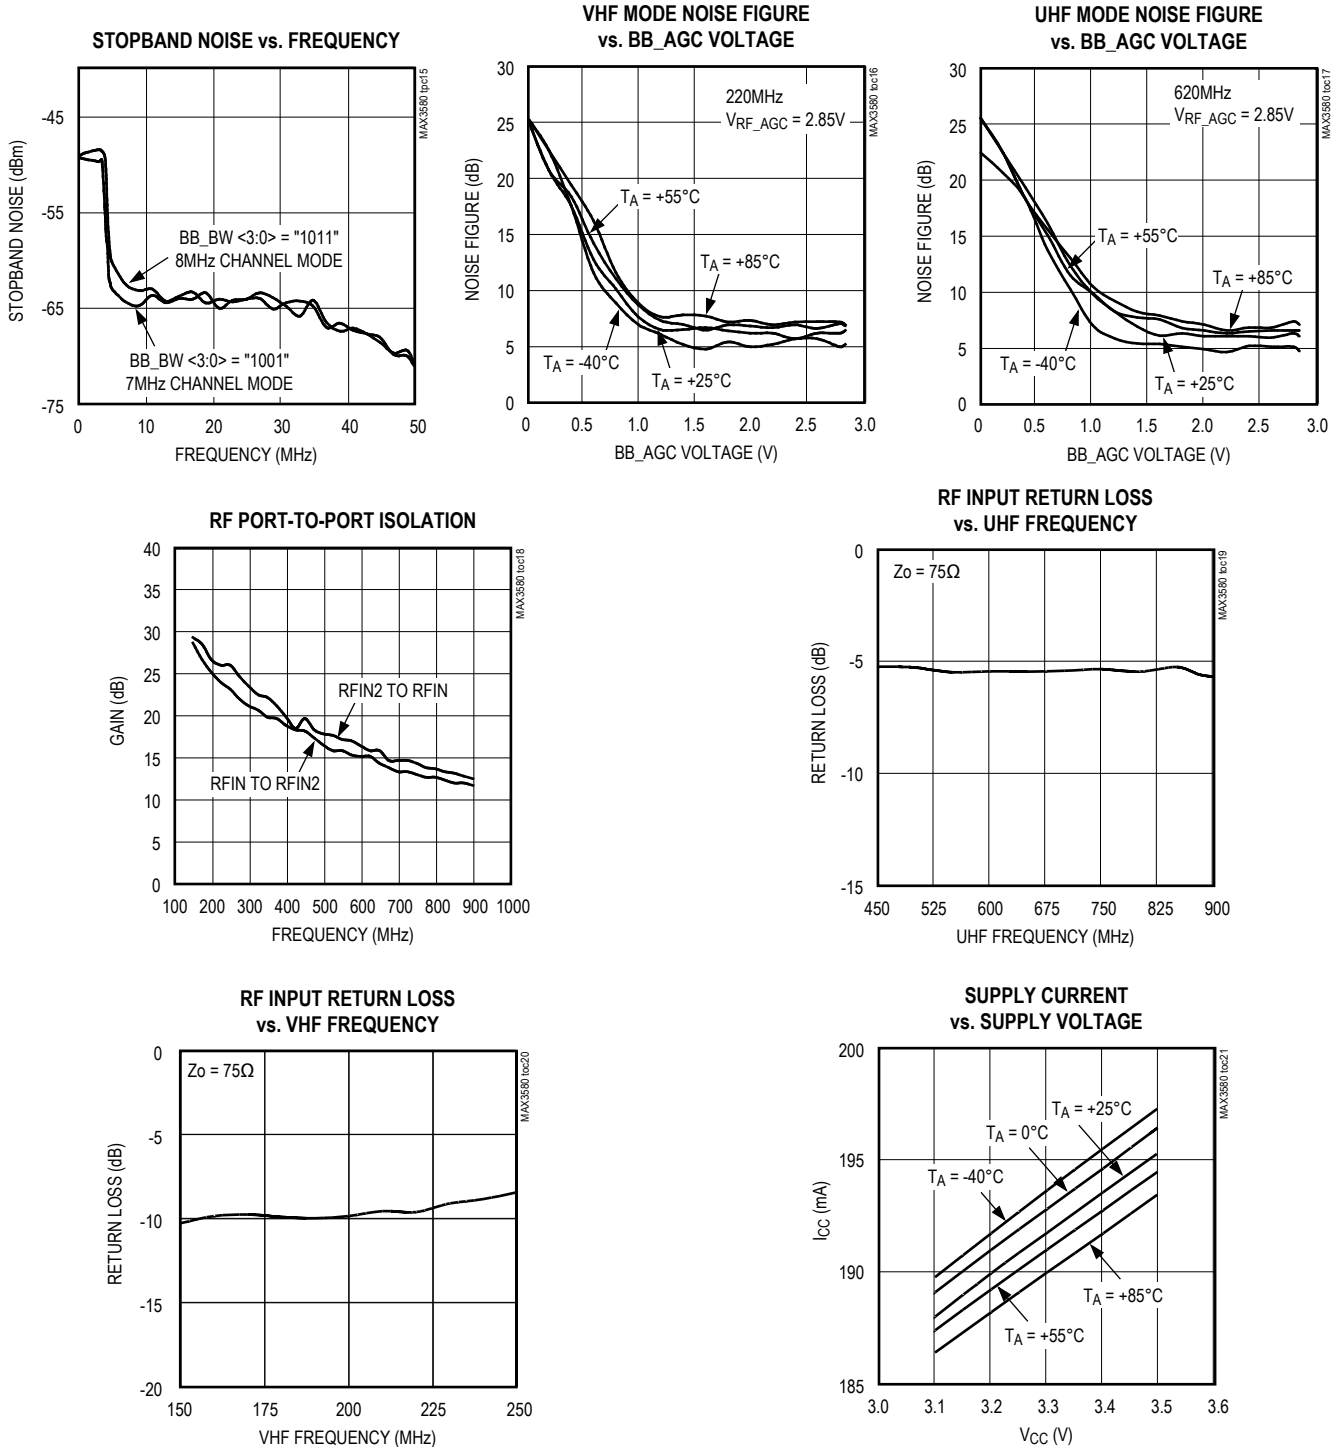 STOPBAND NOISE vs. FREQUENCY
MAX3580 tpc15
STOPBAND NOISE (dBm)
-45
-55
-65
-75
BB_BW <3:0> = "1011"
8MHz CHANNEL MODE
BB_BW <3:0> = "1001"
7MHz CHANNEL MODE
0 10 20 30 40 50
FREQUENCY (MHz)
VHF MODE NOISE FIGURE
vs. BB_AGC VOLTAGE
MAX3580 toc16
NOISE FIGURE (dB)
30
25
20
15
10
5
0
220MHz
VRF_AGC = 2.85V
TA = +55°C
TA = +85°C
TA = -40°C
TA = +25°C
0 0.5 1.0 1.5 2.0 2.5 3.0
BB_AGC VOLTAGE (V)
UHF MODE NOISE FIGURE
vs. BB_AGC VOLTAGE
MAX3580 toc17
NOISE FIGURE (dB)
30
25
20
15
10
5
0
620MHz
VRF_AGC = 2.85V
TA = +55°C
TA = +85°C
TA = -40°C
TA = +25°C
0 0.5 1.0 1.5 2.0 2.5 3.0
BB_AGC VOLTAGE (V)
RF PORT-TO-PORT ISOLATION
MAX3580 toc18
GAIN (dB)
40
35
30
25
20
15
10
5
0
RFIN2 TO RFIN
RFIN TO RFIN2
100 200 300 400 500 600 700 800 900 1000
FREQUENCY (MHz)
RF INPUT RETURN LOSS
vs. UHF FREQUENCY
MAX3580 toc19
RETURN LOSS (dB)
0
-5
-10
-15
Zo = 75Ω
450 525 600 675 750 825 900
UHF FREQUENCY (MHz)
RF INPUT RETURN LOSS
vs. VHF FREQUENCY
MAX3580 toc20
RETURN LOSS (dB)
0
-5
-10
-15
-20
Zo = 75Ω
150 175 200 225 250
VHF FREQUENCY (MHz)
SUPPLY CURRENT
vs. SUPPLY VOLTAGE
MAX3580 toc21
ICC (mA)
200
195
190
185
TA = +25°C
TA = 0°C
TA = -40°C
TA = +85°C
TA = +55°C
3.0 3.1 3.2 3.3 3.4 3.5 3.6
VCC (V)